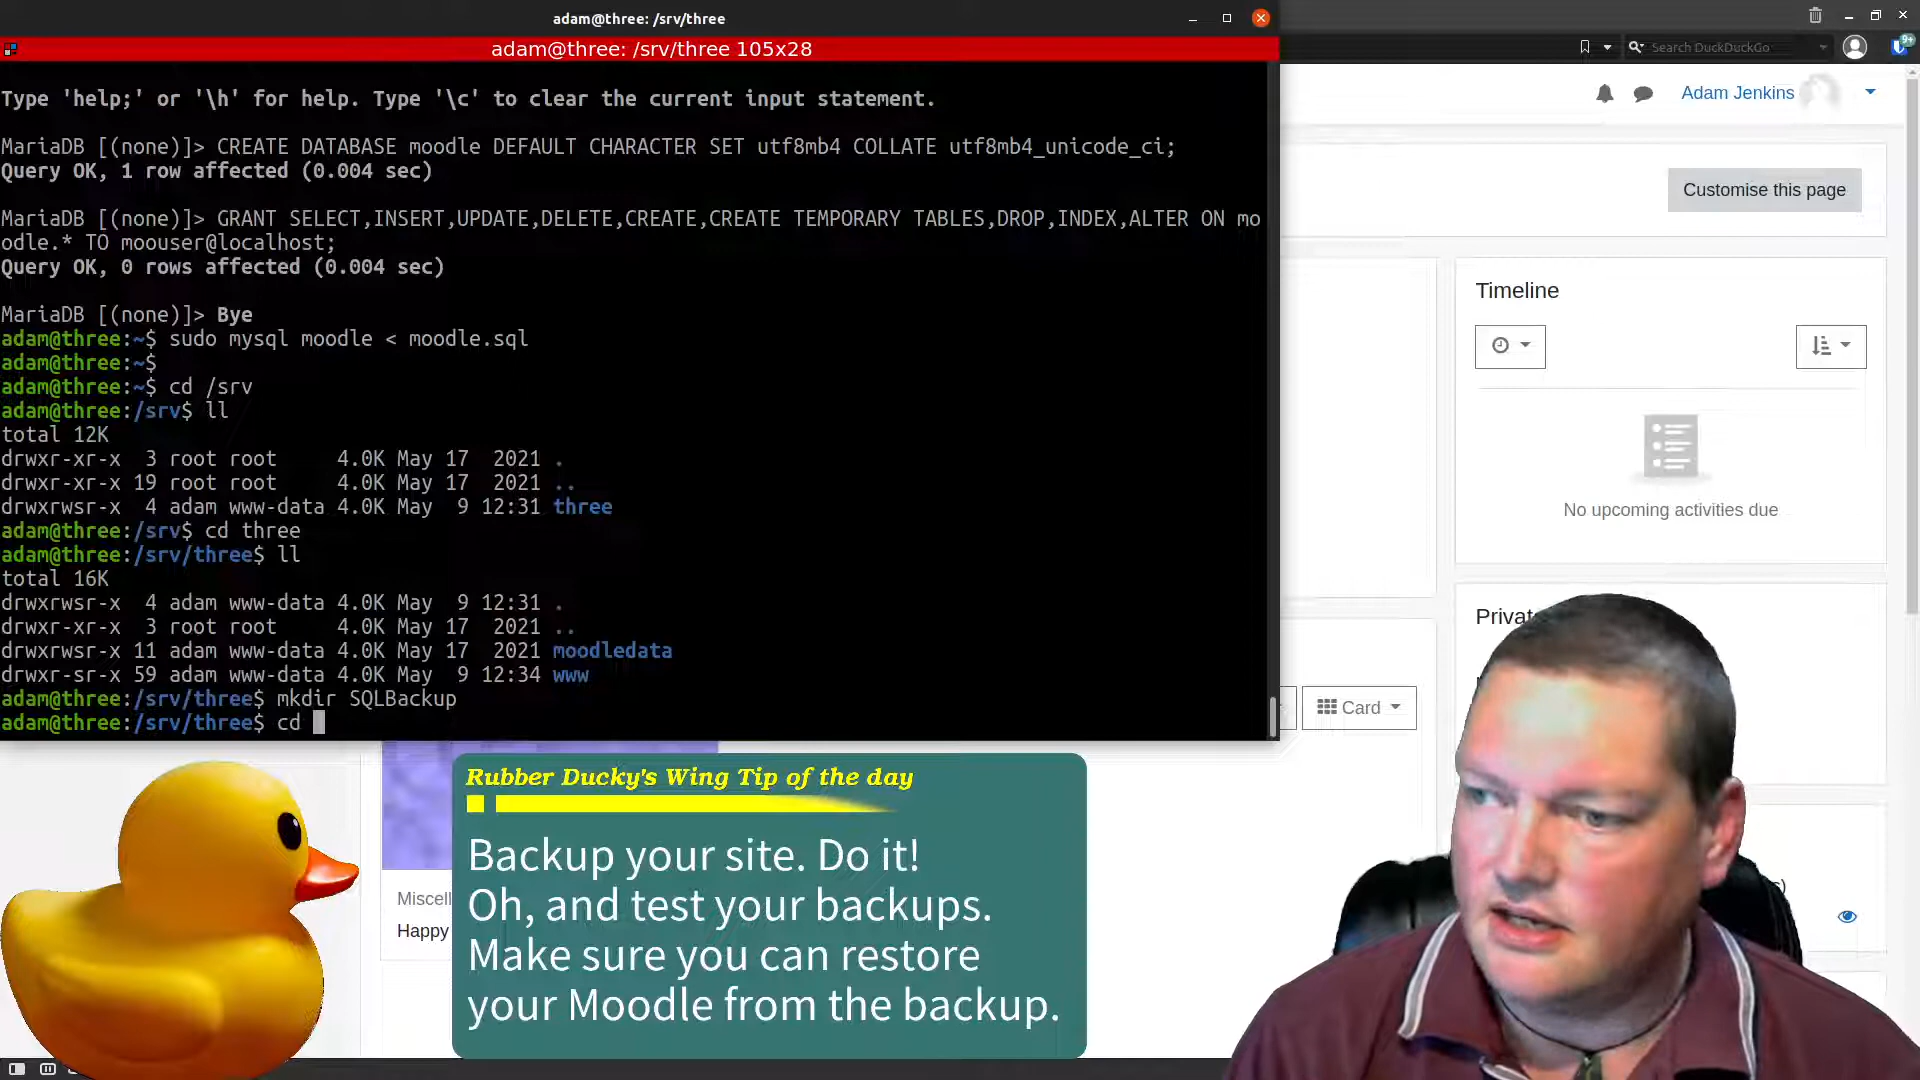 adam@three: /srv/three
adam@three: /srv/three 105x28
Search DuckDuckGo
9+
Type 'help;' or '\h' for help. Type '\c' to clear the current input statement.
MariaDB [(none)]> CREATE DATABASE moodle DEFAULT CHARACTER SET utf8mb4 COLLATE utf8mb4_unicode_ci;
Query OK, 1 row affected (0.004 sec)
MariaDB [(none)]> GRANT SELECT,INSERT,UPDATE,DELETE,CREATE,CREATE TEMPORARY TABLES,DROP,INDEX,ALTER ON mo
odle.* TO moouser@localhost;
Query OK, 0 rows affected (0.004 sec)
MariaDB [(none)]> Bye
adam@three:~$ sudo mysql moodle < moodle.sql
adam@three:~$
adam@three:~$ cd /srv
adam@three:/srv$ ll
total 12K
drwxr-xr-x  3 root root     4.0K May 17  2021 .
drwxr-xr-x 19 root root     4.0K May 17  2021 ..
drwxrwsr-x  4 adam www-data 4.0K May  9 12:31 three
adam@three:/srv$ cd three
adam@three:/srv/three$ ll
total 16K
drwxrwsr-x  4 adam www-data 4.0K May  9 12:31 .
drwxr-xr-x  3 root root     4.0K May 17  2021 ..
drwxrwsr-x 11 adam www-data 4.0K May 17  2021 moodledata
drwxr-sr-x 59 adam www-data 4.0K May  9 12:34 www
adam@three:/srv/three$ mkdir SQLBackup
adam@three:/srv/three$ cd
Adam Jenkins
Customise this page
Timeline
No upcoming activities due
Private
Card
Miscell
Happy
Rubber Ducky's Wing Tip of the day
Backup your site. Do it!
Oh, and test your backups.
Make sure you can restore
your Moodle from the backup.